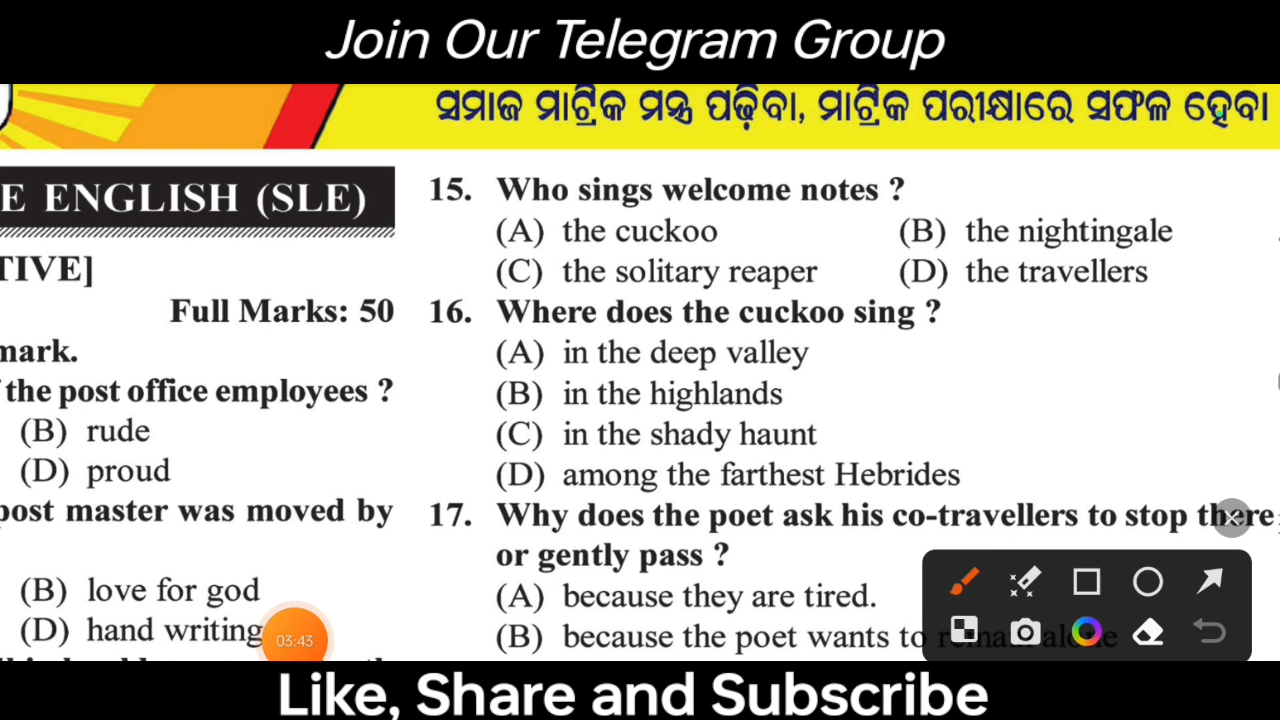 Join Our Telegram Group
ସମାଜ ମାଟ୍ରିକ ମନ୍ତ୍ର ପଢ଼ିବା, ମାଟ୍ରିକ ପରୀକ୍ଷାରେ ସଫଳ ହେବା
E ENGLISH (SLE)
TIVE]
Full Marks: 50
mark.
the post office employees ?
(B) rude
(D) proud
post master was moved by
(B) love for god
(D) hand writing
15. Who sings welcome notes ?
(A) the cuckoo (B) the nightingale
(C) the solitary reaper (D) the travellers
16. Where does the cuckoo sing ?
(A) in the deep valley
(B) in the highlands
(C) in the shady haunt
(D) among the farthest Hebrides
17. Why does the poet ask his co-travellers to stop there
or gently pass ?
(A) because they are tired.
(B) because the poet wants to remain alone
03:43
Like, Share and Subscribe